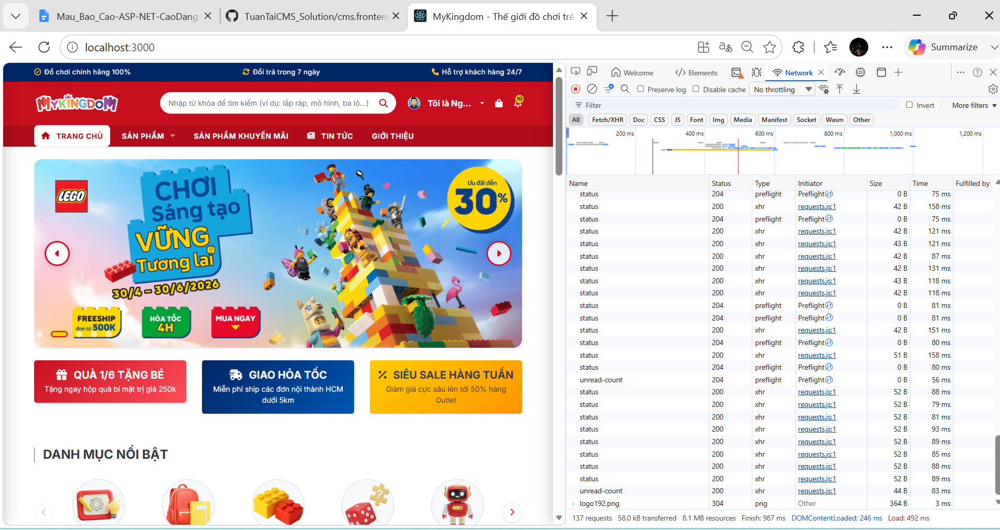 Mau_Bao_Cao-ASP-NET-CaoDang-
TuanTaiCMS_Solution/cms.fronten
MyKingdom - Thế giới đồ chơi trẻ
localhost:3000
Summarize
Đồ chơi chính hãng 100%
Đổi trả trong 7 ngày
Hỗ trợ khách hàng 24/7
MYKINGDOM
Nhập từ khóa để tìm kiếm (ví dụ: lắp ráp, mô hình, ba lô...)
Tôi là Ng...
10
TRANG CHỦ
SẢN PHẨM
SẢN PHẨM KHUYẾN MÃI
TIN TỨC
GIỚI THIỆU
LEGO
CHƠI
Sáng tạo
VỮNG
Tương lai
30/4 – 30/6/2026
Ưu đãi đến
30%
FREESHIP
đơn từ 500K
HỎA TỐC
4H
MUA NGAY
QUÀ 1/6 TẶNG BÉ
Tặng ngay hộp quà bí mật trị giá 250k
GIAO HỎA TỐC
Miễn phí ship các đơn nội thành HCM
dưới 5km
SIÊU SALE HÀNG TUẦN
Giảm giá cực sâu lên tới 50% hàng
Outlet
DANH MỤC NỔI BẬT
Welcome
Elements
Network
Preserve log
Disable cache
No throttling
Filter
Invert
More filters
All
Fetch/XHR
Doc
CSS
JS
Font
Img
Media
Manifest
Socket
Wasm
Other
200 ms
400 ms
600 ms
800 ms
1,000 ms
1,200 ms
Name Status Type Initiator Size Time Fulfilled by
status 204 preflight Preflight 0 B 75 ms
status 200 xhr requests.js:1 42 B 158 ms
status 204 preflight Preflight 0 B 75 ms
status 200 xhr requests.js:1 42 B 121 ms
status 200 xhr requests.js:1 43 B 121 ms
status 200 xhr requests.js:1 42 B 87 ms
status 200 xhr requests.js:1 42 B 131 ms
status 200 xhr requests.js:1 43 B 118 ms
status 200 xhr requests.js:1 42 B 118 ms
status 204 preflight Preflight 0 B 81 ms
status 204 preflight Preflight 0 B 81 ms
status 200 xhr requests.js:1 42 B 151 ms
status 204 preflight Preflight 0 B 80 ms
status 200 xhr requests.js:1 51 B 158 ms
status 204 preflight Preflight 0 B 80 ms
unread-count 204 preflight Preflight 0 B 56 ms
status 200 xhr requests.js:1 52 B 88 ms
status 200 xhr requests.js:1 52 B 79 ms
status 200 xhr requests.js:1 52 B 81 ms
status 200 xhr requests.js:1 52 B 93 ms
status 200 xhr requests.js:1 52 B 89 ms
status 200 xhr requests.js:1 52 B 85 ms
status 200 xhr requests.js:1 52 B 88 ms
status 200 xhr requests.js:1 52 B 89 ms
unread-count 200 xhr requests.js:1 44 B 83 ms
logo192.png 304 png Other 364 B 3 ms
137 requests 58.0 kB transferred 8.1 MB resources Finish: 987 ms DOMContentLoaded: 246 ms Load: 492 ms